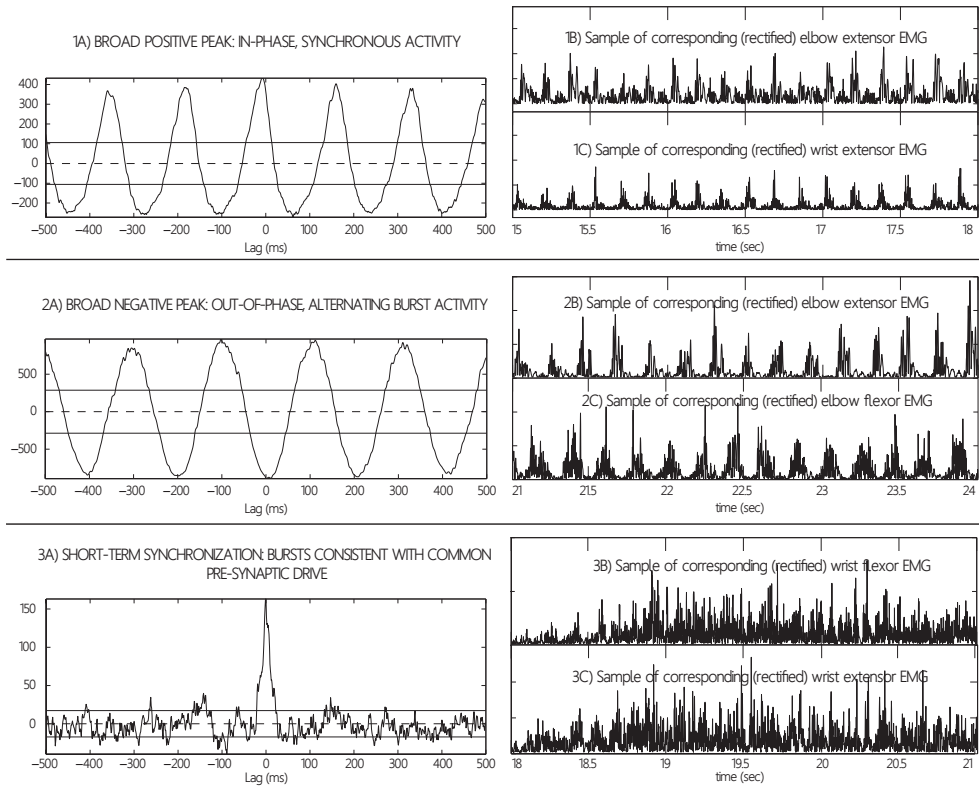 1A) BROAD POSITIVE PEAK: IN-PHASE, SYNCHRONOUS ACTIVITY
400
300
200
100
0
−100
−200
−500 −400 −300 −200 −100 0 100 200 300 400 500
Lag (ms)
1B) Sample of corresponding (rectified) elbow extensor EMG
1C) Sample of corresponding (rectified) wrist extensor EMG
15 15.5 16 16.5 17 17.5 18
time (sec)
2A) BROAD NEGATIVE PEAK: OUT-OF-PHASE, ALTERNATING BURST ACTIVITY
500
0
−500
−500 −400 −300 −200 −100 0 100 200 300 400 500
Lag (ms)
2B) Sample of corresponding (rectified) elbow extensor EMG
2C) Sample of corresponding (rectified) elbow flexor EMG
21 21.5 22 22.5 23 23.5 24
time (sec)
3A) SHORT-TERM SYNCHRONIZATION: BURSTS CONSISTENT WITH COMMON
PRE-SYNAPTIC DRIVE
150
100
50
0
−500 −400 −300 −200 −100 0 100 200 300 400 500
Lag (ms)
3B) Sample of corresponding (rectified) wrist flexor EMG
3C) Sample of corresponding (rectified) wrist extensor EMG
18 18.5 19 19.5 20 20.5 21
time (sec)